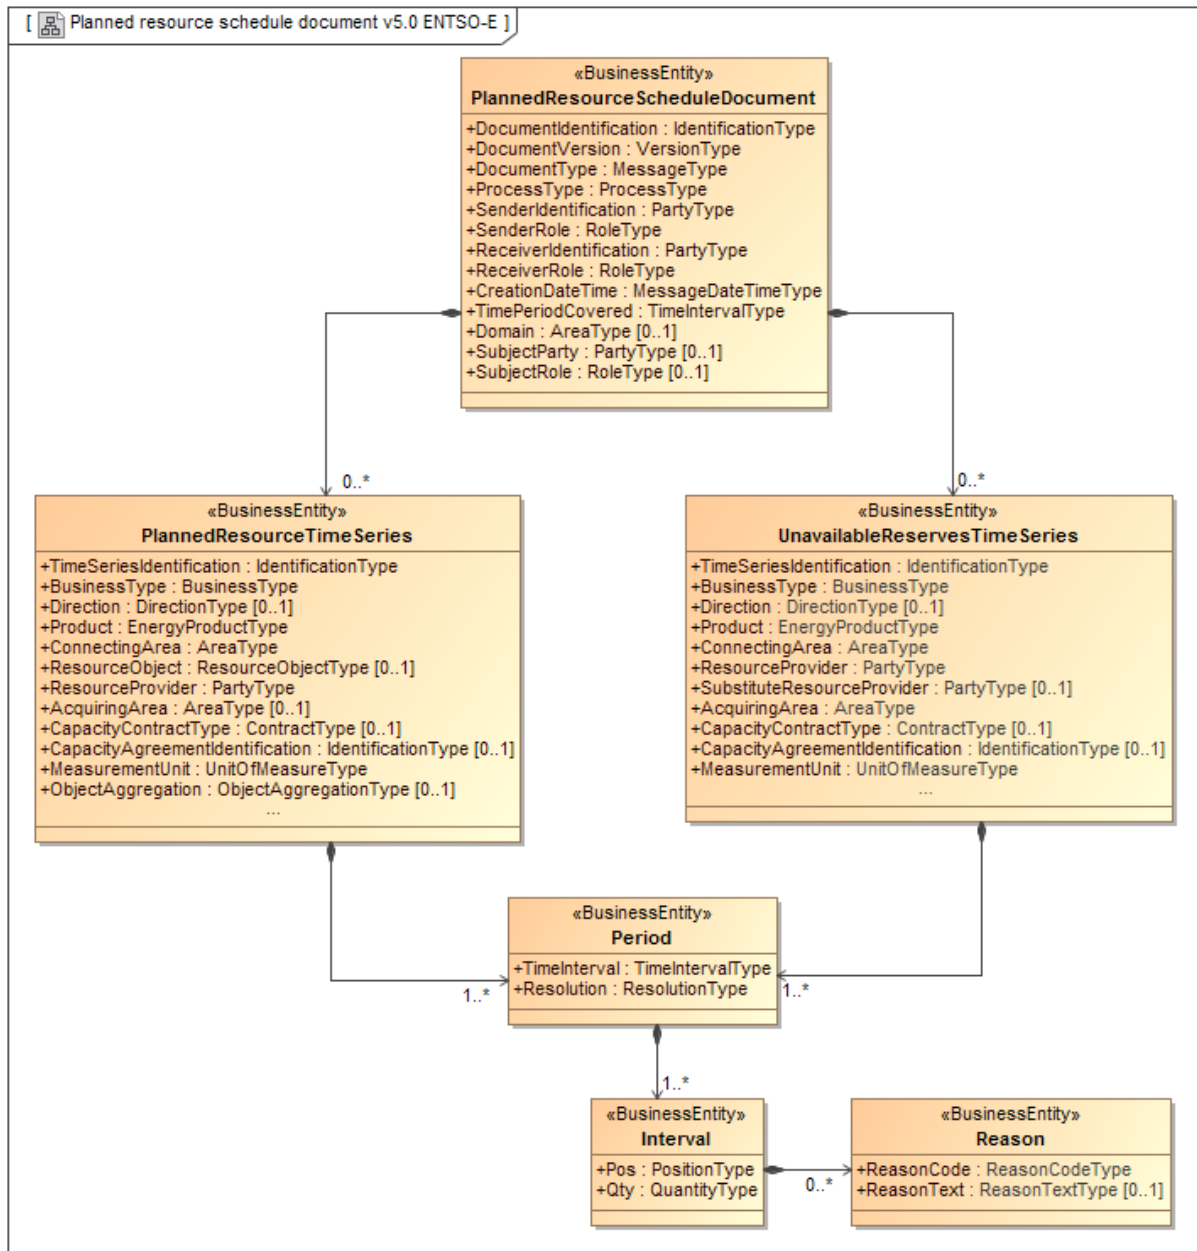 [ Planned resource schedule document v5.0 ENTSO-E ]
«BusinessEntity»
PlannedResourceScheduleDocument
+DocumentIdentification : IdentificationType
+DocumentVersion : VersionType
+DocumentType : MessageType
+ProcessType : ProcessType
+SenderIdentification : PartyType
+SenderRole : RoleType
+ReceiverIdentification : PartyType
+ReceiverRole : RoleType
+CreationDateTime : MessageDateTimeType
+TimePeriodCovered : TimeIntervalType
+Domain : AreaType [0..1]
+SubjectParty : PartyType [0..1]
+SubjectRole : RoleType [0..1]
0..*
0..*
«BusinessEntity»
PlannedResourceTimeSeries
+TimeSeriesIdentification : IdentificationType
+BusinessType : BusinessType
+Direction : DirectionType [0..1]
+Product : EnergyProductType
+ConnectingArea : AreaType
+ResourceObject : ResourceObjectType [0..1]
+ResourceProvider : PartyType
+AcquiringArea : AreaType [0..1]
+CapacityContractType : ContractType [0..1]
+CapacityAgreementIdentification : IdentificationType [0..1]
+MeasurementUnit : UnitOfMeasureType
+ObjectAggregation : ObjectAggregationType [0..1]
...
«BusinessEntity»
UnavailableReservesTimeSeries
+TimeSeriesIdentification : IdentificationType
+BusinessType : BusinessType
+Direction : DirectionType [0..1]
+Product : EnergyProductType
+ConnectingArea : AreaType
+ResourceProvider : PartyType
+SubstituteResourceProvider : PartyType [0..1]
+AcquiringArea : AreaType
+CapacityContractType : ContractType [0..1]
+CapacityAgreementIdentification : IdentificationType [0..1]
+MeasurementUnit : UnitOfMeasureType
...
«BusinessEntity»
Period
+TimeInterval : TimeIntervalType
+Resolution : ResolutionType
1..*
1..*
1..*
«BusinessEntity»
Interval
+Pos : PositionType
+Qty : QuantityType
0..*
«BusinessEntity»
Reason
+ReasonCode : ReasonCodeType
+ReasonText : ReasonTextType [0..1]